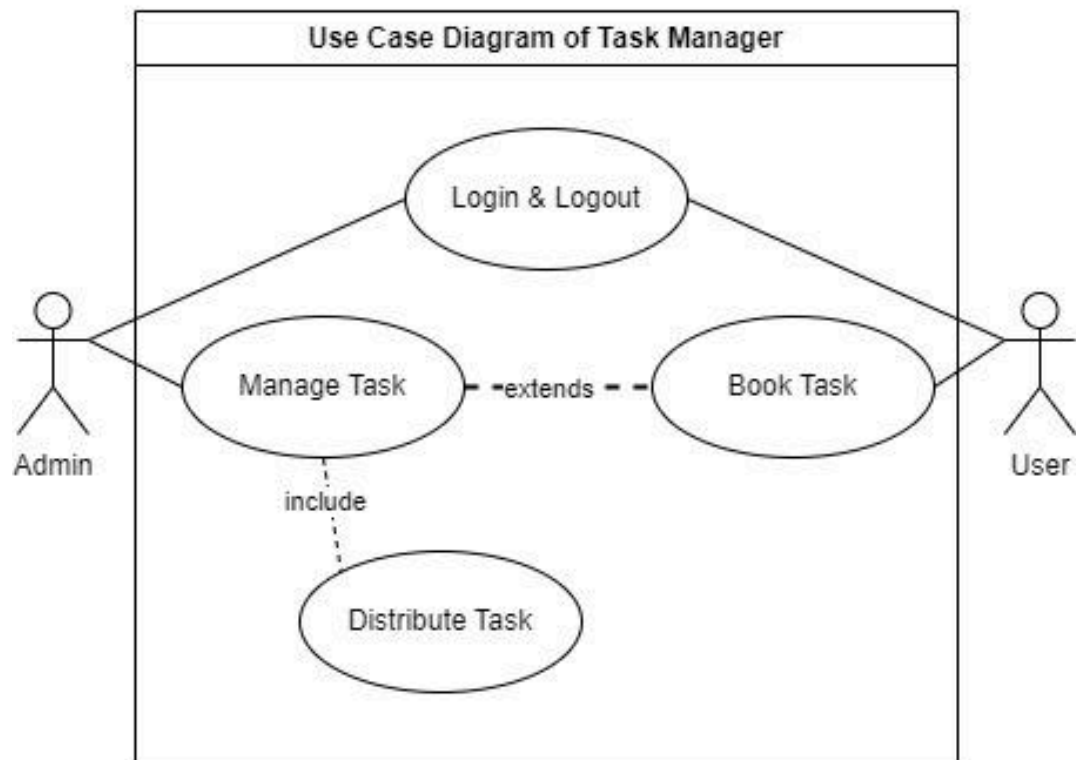 Use Case Diagram of Task Manager
Login & Logout
Manage Task
extends
Book Task
Admin
User
include
Distribute Task